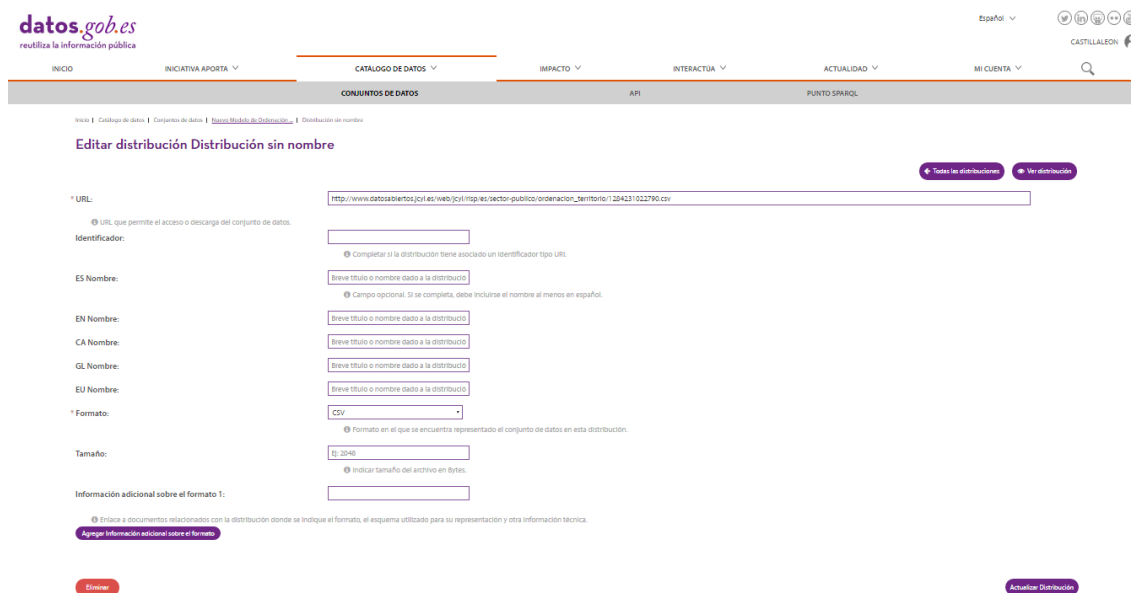 datos.gob.es
reutiliza la información pública
Español
CASTILLALEON
INICIO
INICIATIVA APORTA
CATÁLOGO DE DATOS
IMPACTO
INTERACTÚA
ACTUALIDAD
MI CUENTA
CONJUNTOS DE DATOS
API
PUNTO SPARQL
Inicio | Catálogo de datos | Conjuntos de datos | Nuevo Modelo de Ordenación... | Distribución sin nombre
Editar distribución Distribución sin nombre
Todas las distribuciones
Ver distribución
* URL:
http://www.datosabiertos.jcyl.es/web/jcyl/risp/es/sector-publico/ordenacion_territorio/1284231022790.csv
URL que permite el acceso o descarga del conjunto de datos.
Identificador:
Completar si la distribución tiene asociado un identificador tipo URI.
ES Nombre:
Breve título o nombre dado a la distribució
Campo opcional. Si se completa, debe incluirse el nombre al menos en español.
EN Nombre:
Breve título o nombre dado a la distribució
CA Nombre:
Breve título o nombre dado a la distribució
GL Nombre:
Breve título o nombre dado a la distribució
EU Nombre:
Breve título o nombre dado a la distribució
* Formato:
CSV
Formato en el que se encuentra representado el conjunto de datos en esta distribución.
Tamaño:
Ej: 2048
Indicar tamaño del archivo en Bytes.
Información adicional sobre el formato 1:
Enlace a documentos relacionados con la distribución donde se indique el formato, el esquema utilizado para su representación y otra información técnica.
Agregar Información adicional sobre el formato
Eliminar
Actualizar Distribución